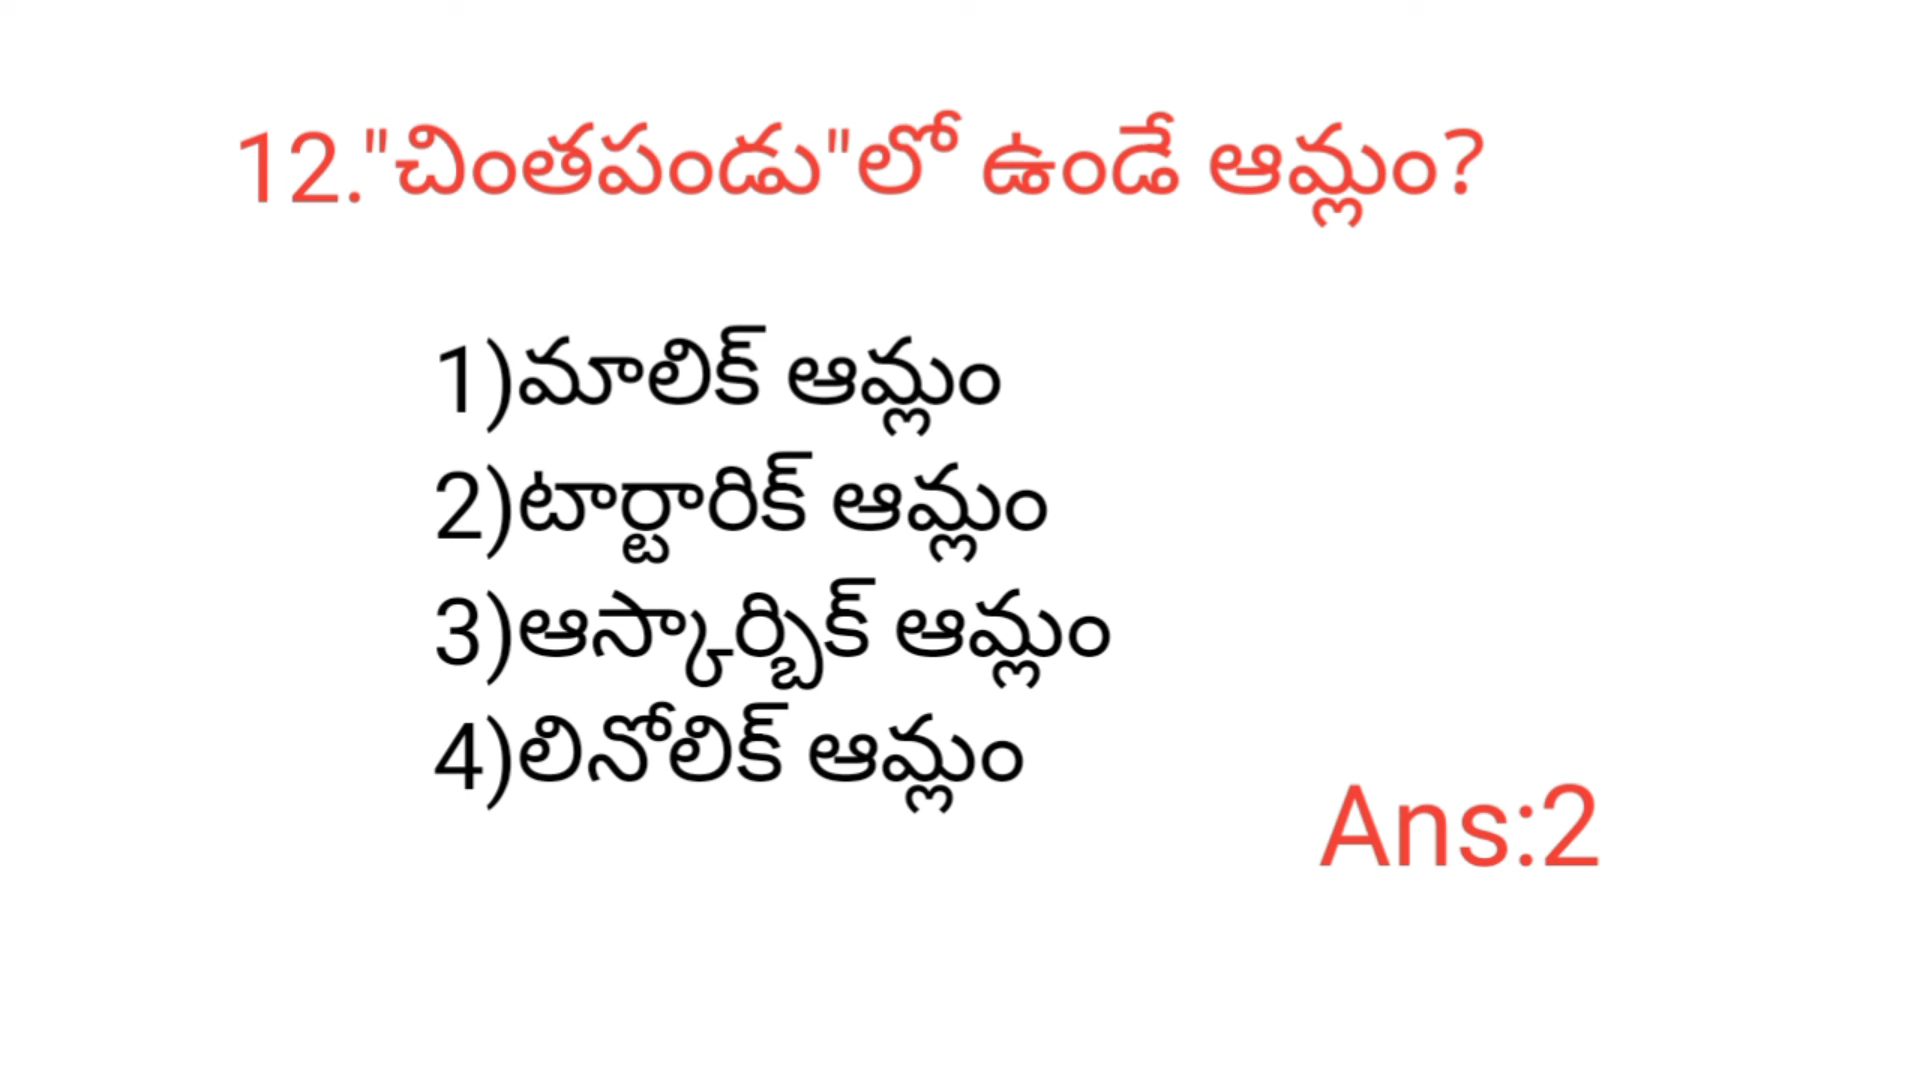 12."చింతపండు"లో ఉండే ఆమ్లం?
1)మాలిక్ ఆమ్లం
2)టార్టారిక్ ఆమ్లం
3)ఆస్కార్బిక్ ఆమ్లం
4)లినోలిక్ ఆమ్లం
Ans:2